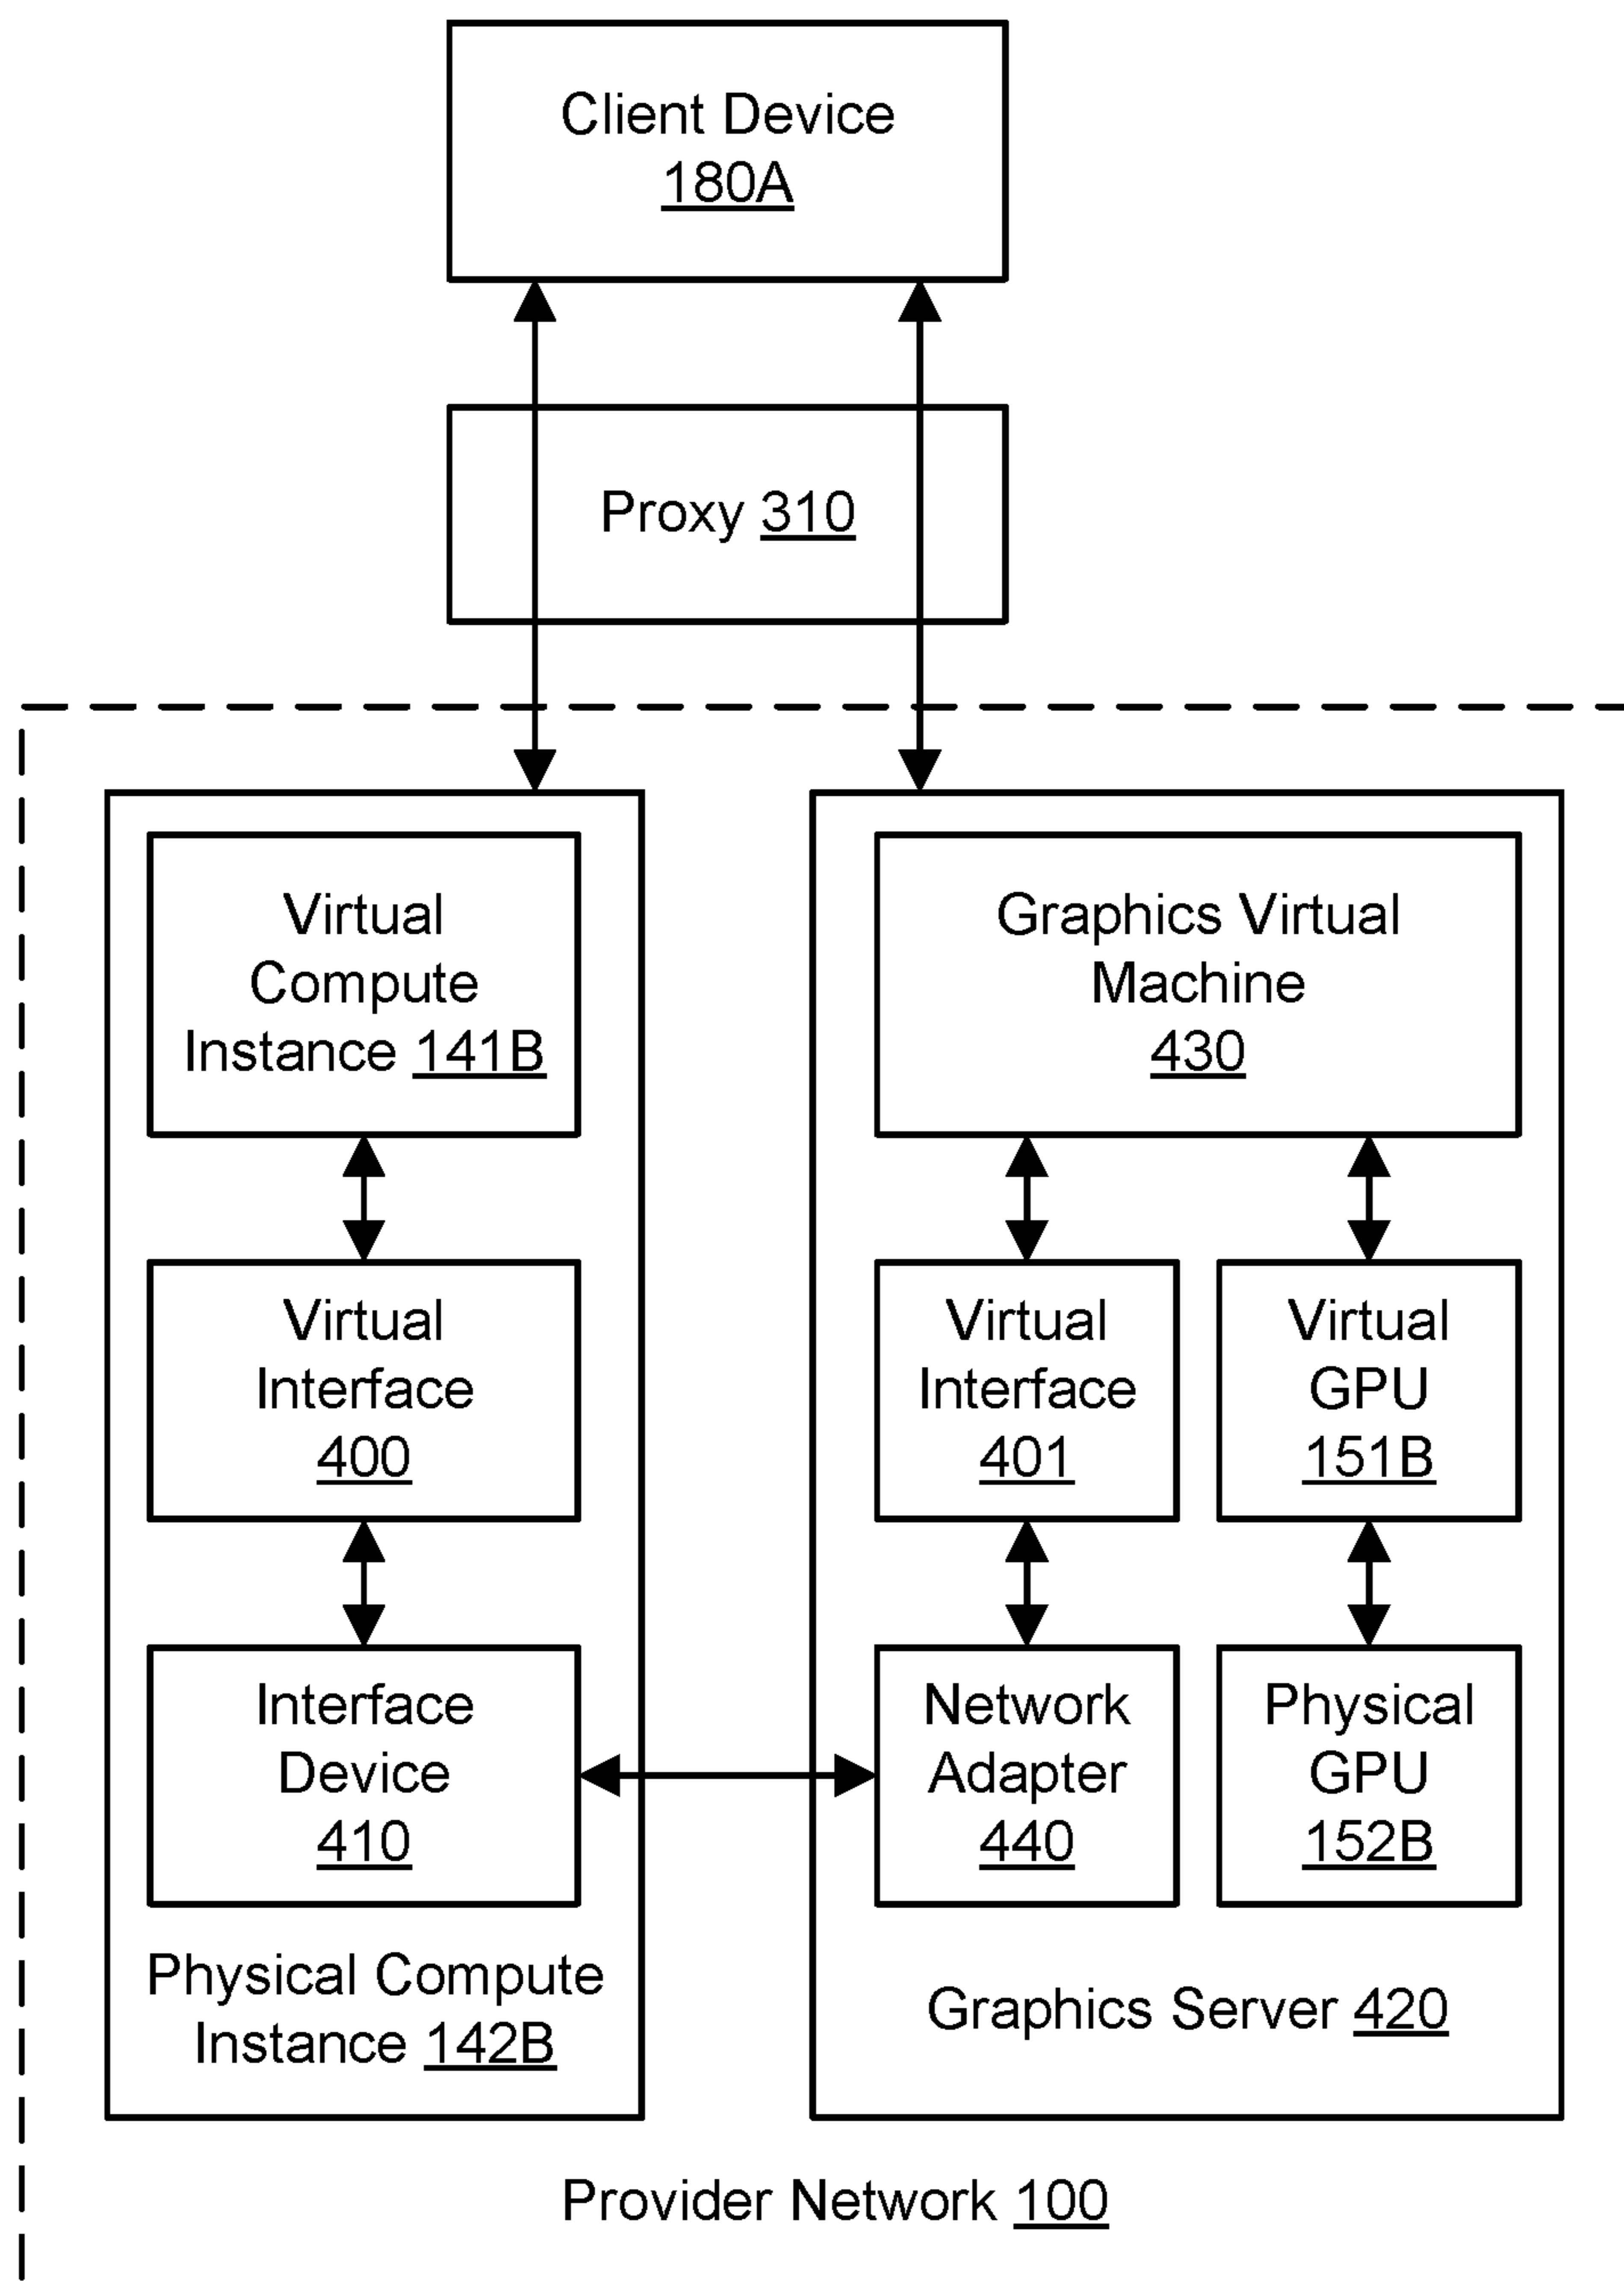 Client Device
180A
Proxy 310
Virtual
Compute
Instance 141B
Graphics Virtual
Machine
430
Virtual
Interface
400
Virtual
Interface
401
Virtual
GPU
151B
Interface
Device
410
Network
Adapter
440
Physical
GPU
152B
Physical Compute
Instance 142B
Graphics Server 420
Provider Network 100